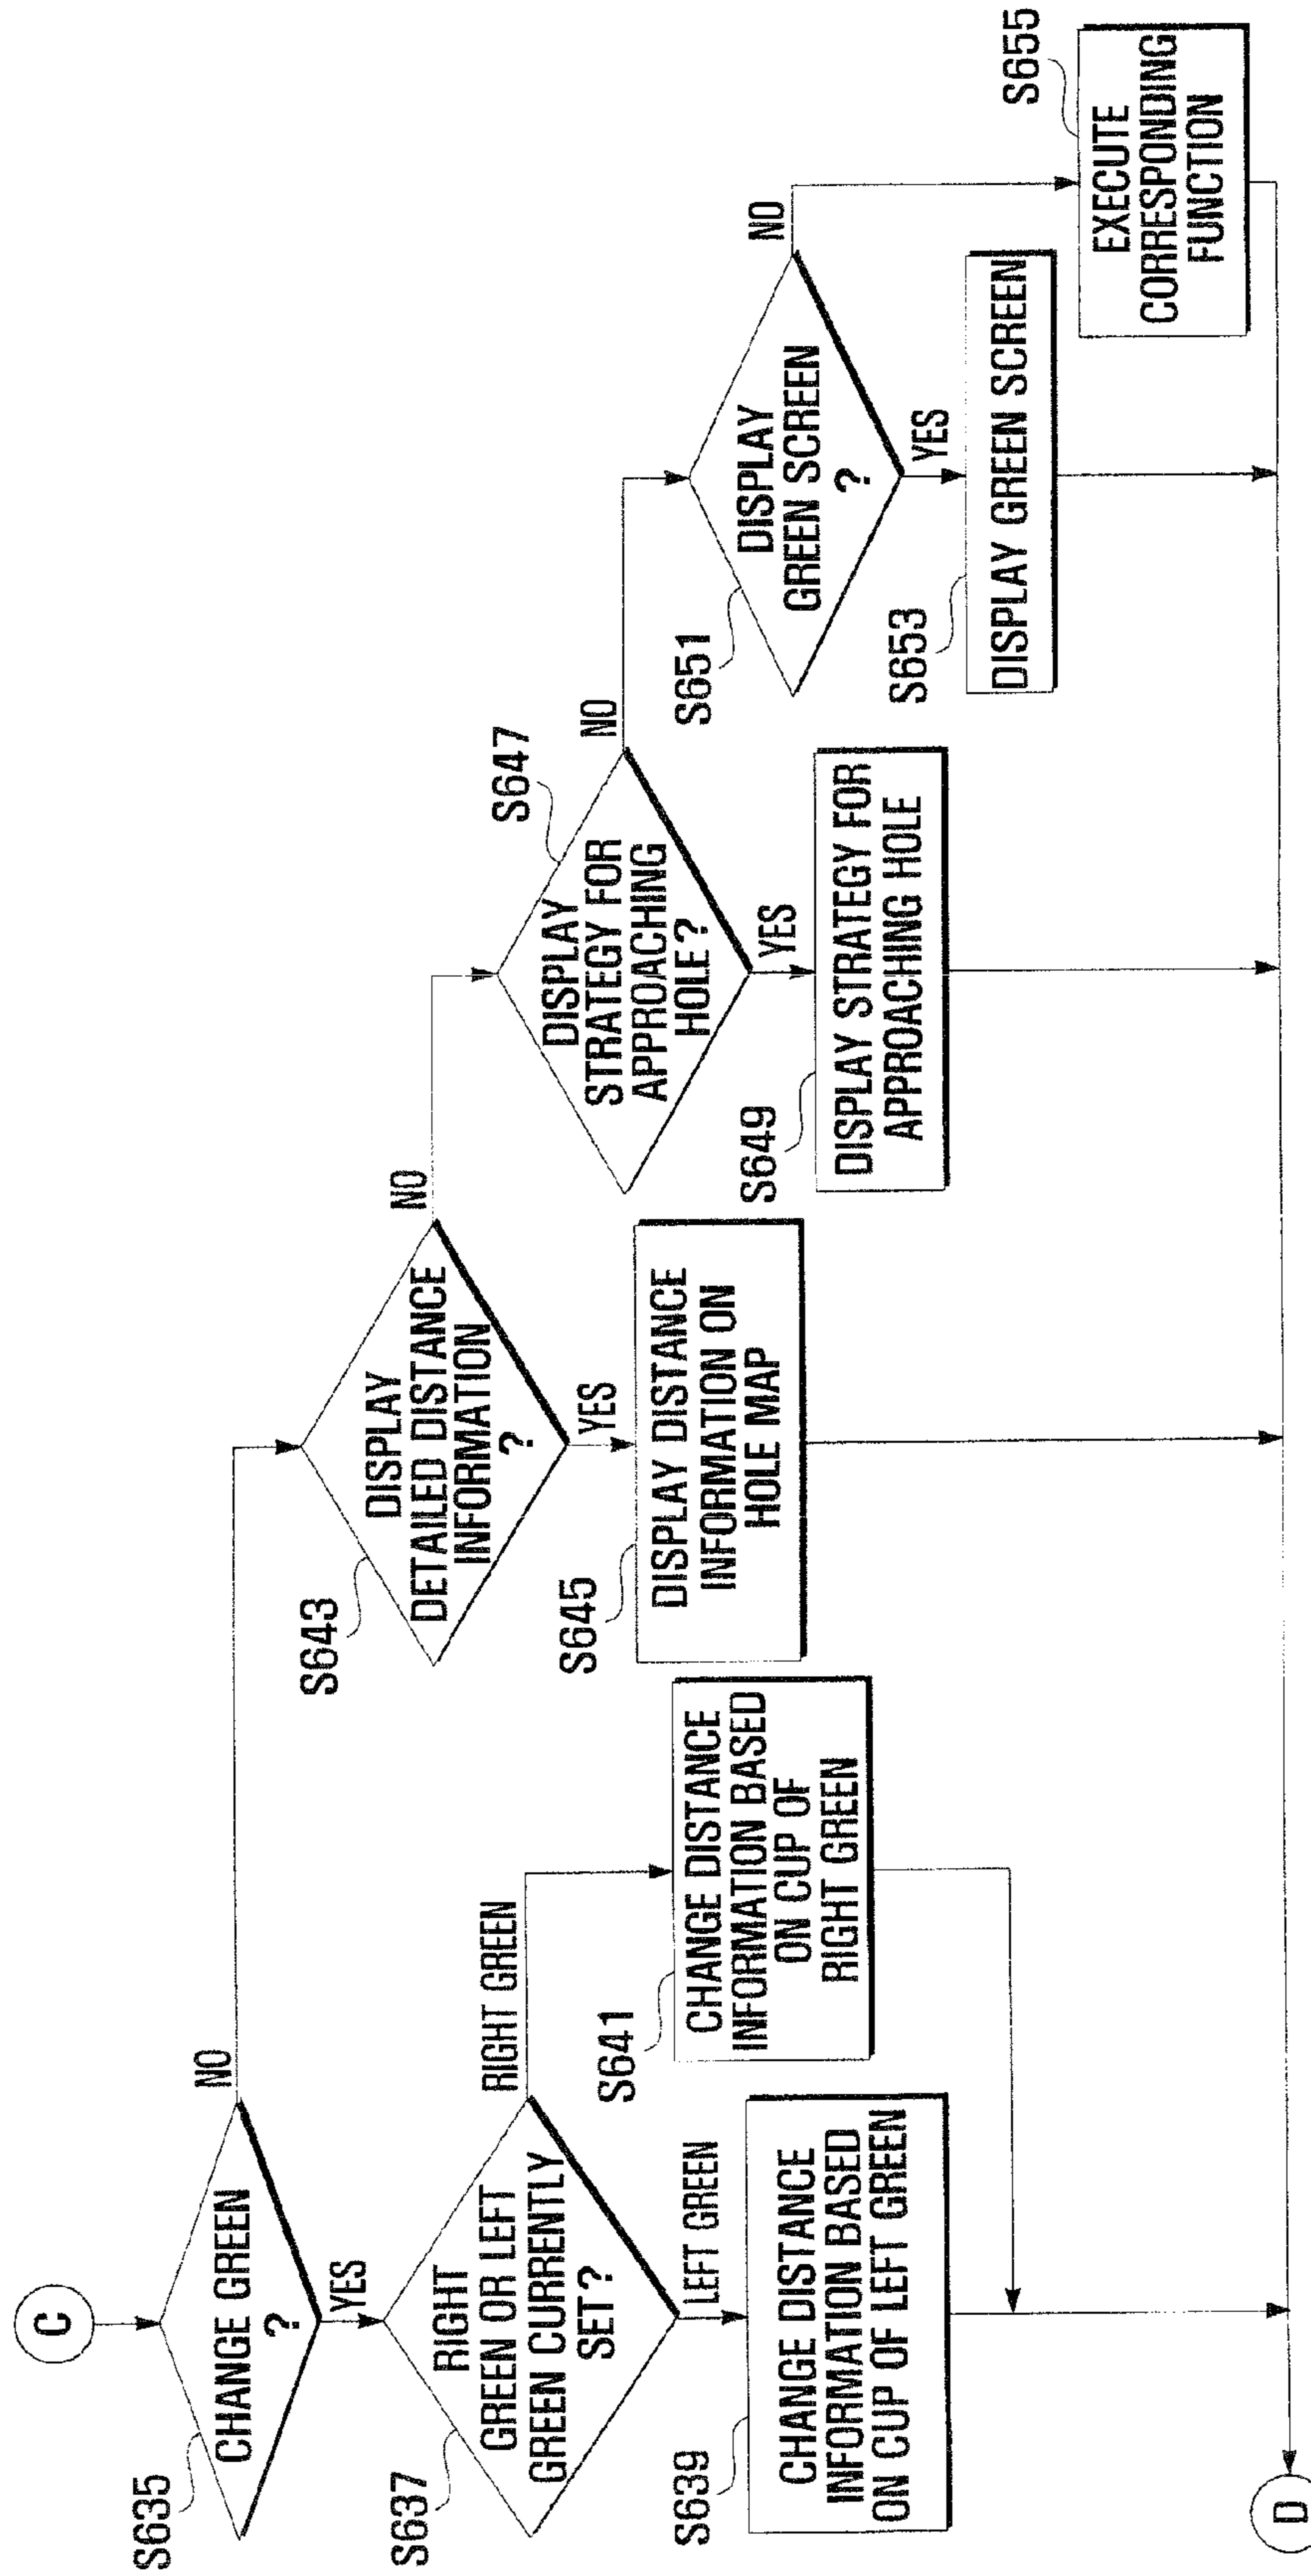 C
S635
CHANGE GREEN
?
NO
YES
S637
RIGHT
GREEN OR LEFT
GREEN CURRENTLY
SET?
RIGHT GREEN
LEFT GREEN
S639
CHANGE DISTANCE
INFORMATION BASED
ON CUP OF LEFT GREEN
S641
CHANGE DISTANCE
INFORMATION BASED
ON CUP OF
RIGHT GREEN
S643
DISPLAY
DETAILED DISTANCE
INFORMATION
?
NO
YES
S645
DISPLAY DISTANCE
INFORMATION ON
HOLE MAP
S647
DISPLAY
STRATEGY FOR
APPROACHING
HOLE?
NO
YES
S649
DISPLAY STRATEGY FOR
APPROACHING HOLE
S651
DISPLAY
GREEN SCREEN
?
NO
YES
S653
DISPLAY GREEN SCREEN
S655
EXECUTE
CORRESPONDING
FUNCTION
D